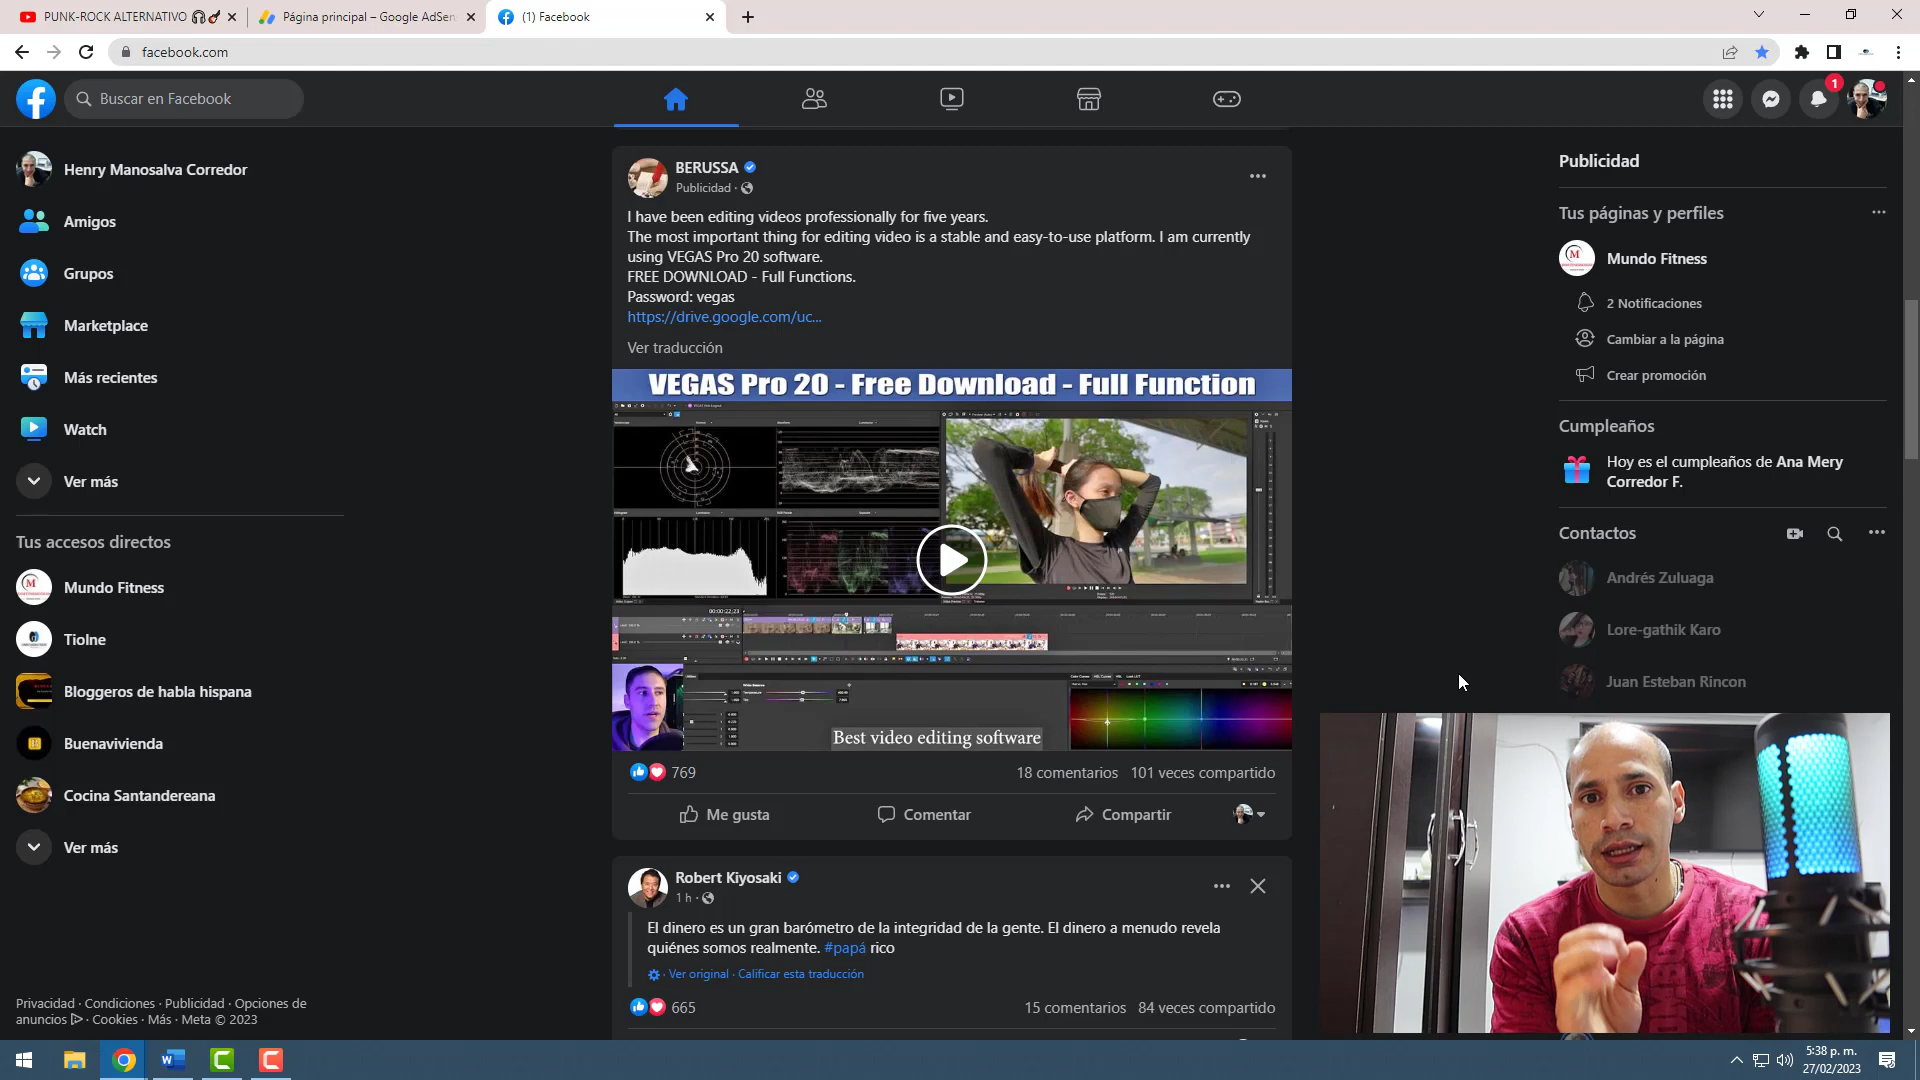 PUNK-ROCK ALTERNATIVO
Página principal – Google AdSen
(1) Facebook
facebook.com
Buscar en Facebook
1
Henry Manosalva Corredor
Amigos
Grupos
Marketplace
Más recientes
Watch
Ver más
Tus accesos directos
Mundo Fitness
Tiolne
Bloggeros de habla hispana
Buenavivienda
Cocina Santandereana
Ver más
Privacidad · Condiciones · Publicidad · Opciones de
anuncios · Cookies · Más · Meta © 2023
BERUSSA
Publicidad ·
I have been editing videos professionally for five years.
The most important thing for editing video is a stable and easy-to-use platform. I am currently
using VEGAS Pro 20 software.
FREE DOWNLOAD - Full Functions.
Password: vegas
https://drive.google.com/uc...
Ver traducción
VEGAS Pro 20 - Free Download - Full Function
00:00:22;23
Best video editing software
769
18 comentarios 101 veces compartido
Me gusta
Comentar
Compartir
Robert Kiyosaki
1 h ·
El dinero es un gran barómetro de la integridad de la gente. El dinero a menudo revela
quiénes somos realmente. #papá rico
· Ver original · Calificar esta traducción
665
15 comentarios 84 veces compartido
Publicidad
Tus páginas y perfiles
M
Mundo Fitness
2 Notificaciones
Cambiar a la página
Crear promoción
Cumpleaños
Hoy es el cumpleaños de Ana Mery
Corredor F.
Contactos
Andrés Zuluaga
Lore-gathik Karo
Juan Esteban Rincon
5:38 p. m.
27/02/2023